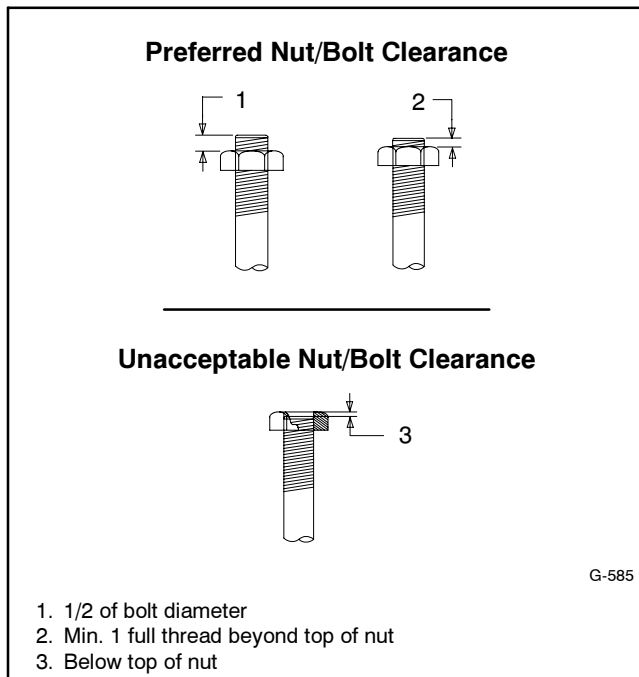 Preferred Nut/Bolt Clearance
1
2
Unacceptable Nut/Bolt Clearance
3
G-585
1. 1/2 of bolt diameter
2. Min. 1 full thread beyond top of nut
3. Below top of nut